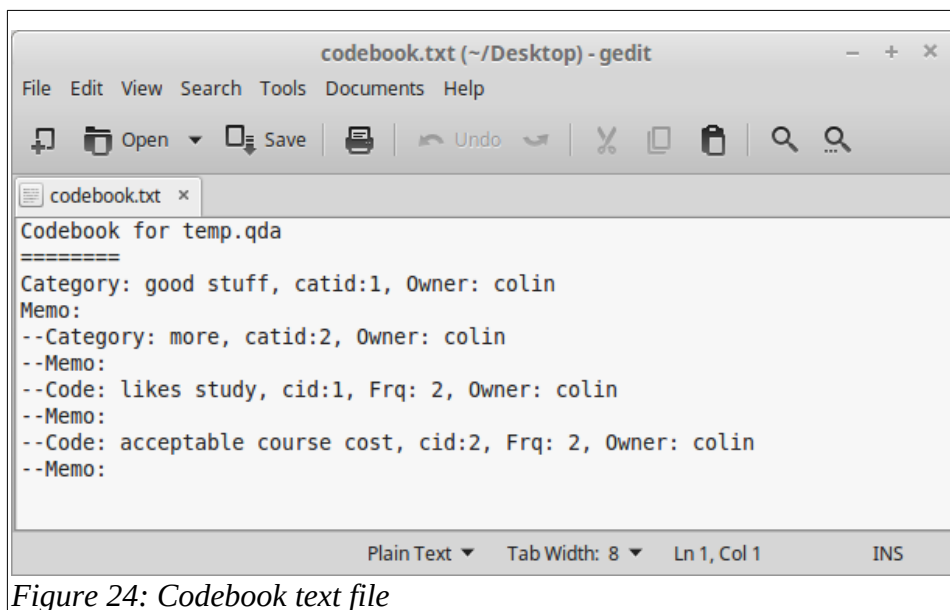 codebook.txt (~/Desktop) - gedit
File Edit View Search Tools Documents Help
Open Save Undo
codebook.txt
Codebook for temp.qda
========
Category: good stuff, catid:1, Owner: colin
Memo:
--Category: more, catid:2, Owner: colin
--Memo:
--Code: likes study, cid:1, Frq: 2, Owner: colin
--Memo:
--Code: acceptable course cost, cid:2, Frq: 2, Owner: colin
--Memo:
Plain Text Tab Width: 8 Ln 1, Col 1 INS
Figure 24: Codebook text file